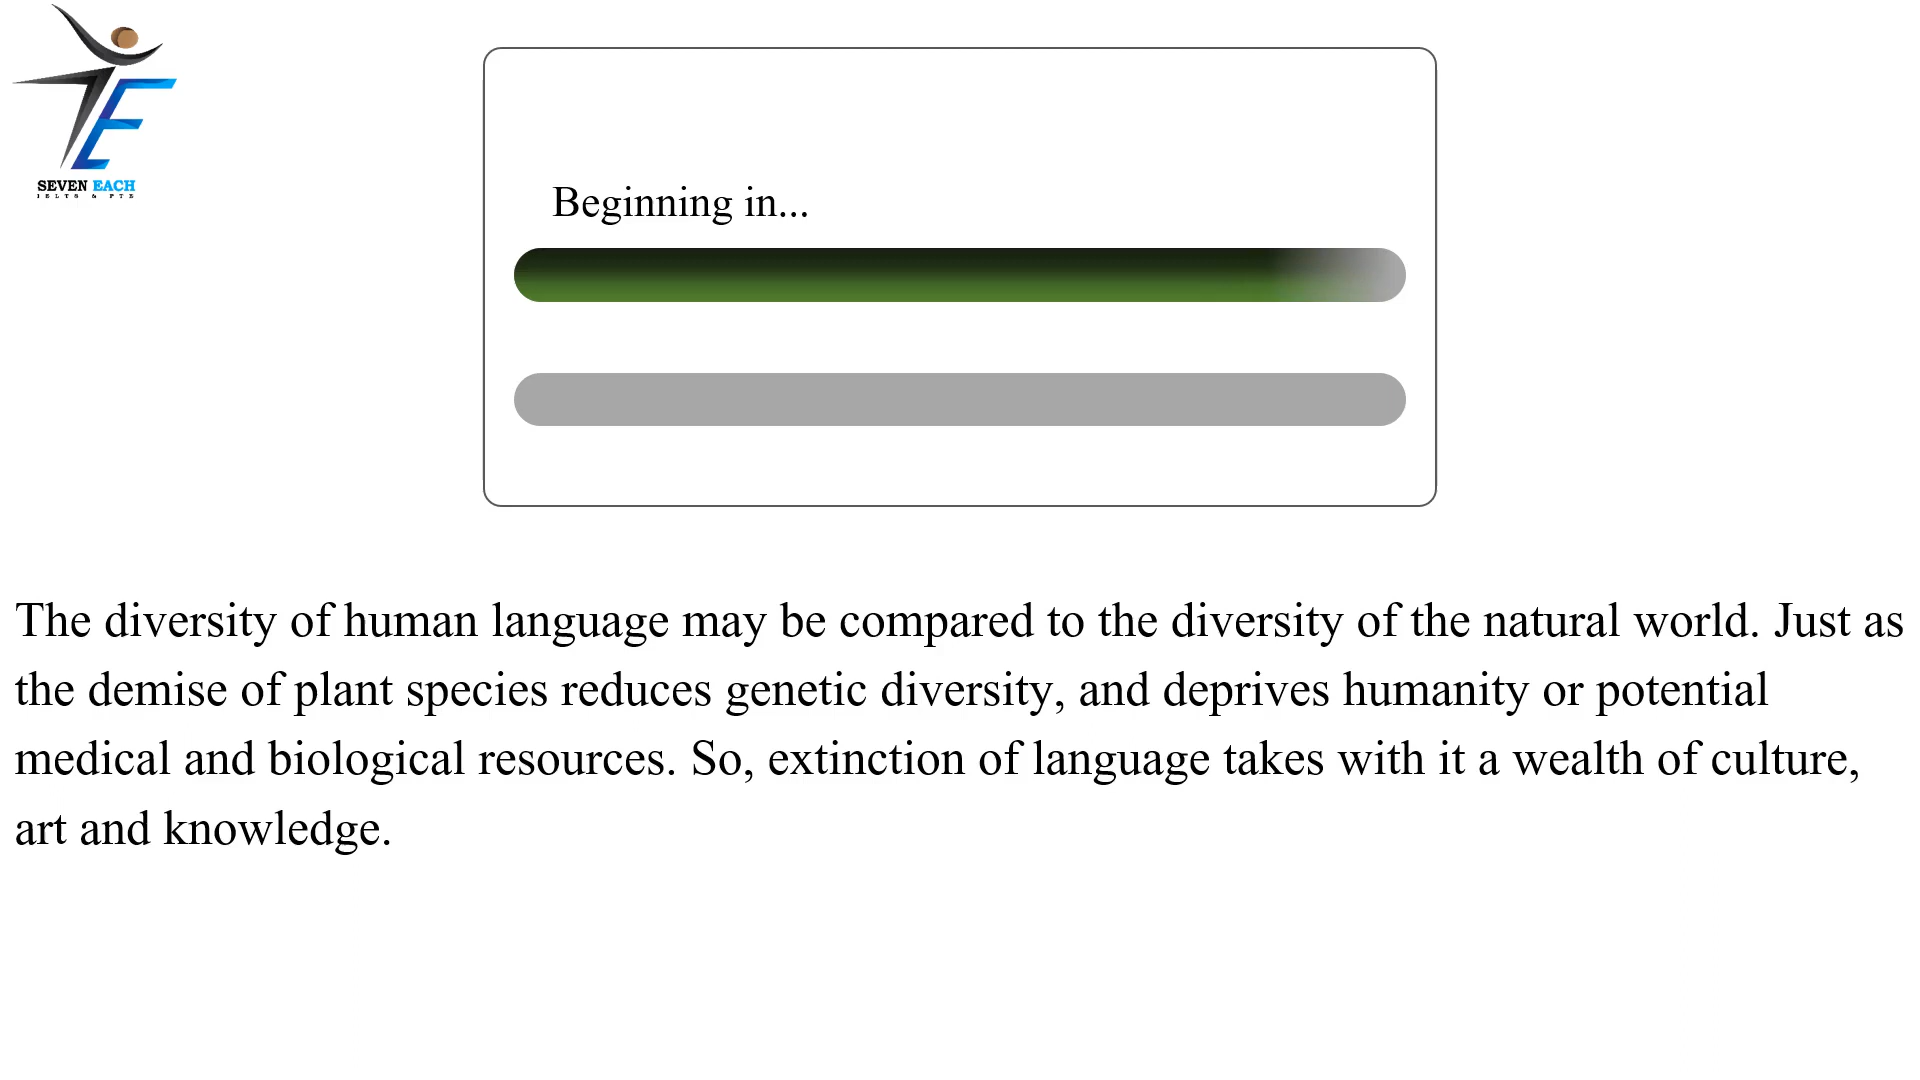 SEVEN EACH
IELTS & PTE
Beginning in...
The diversity of human language may be compared to the diversity of the natural world. Just as
the demise of plant species reduces genetic diversity, and deprives humanity or potential
medical and biological resources. So, extinction of language takes with it a wealth of culture,
art and knowledge.